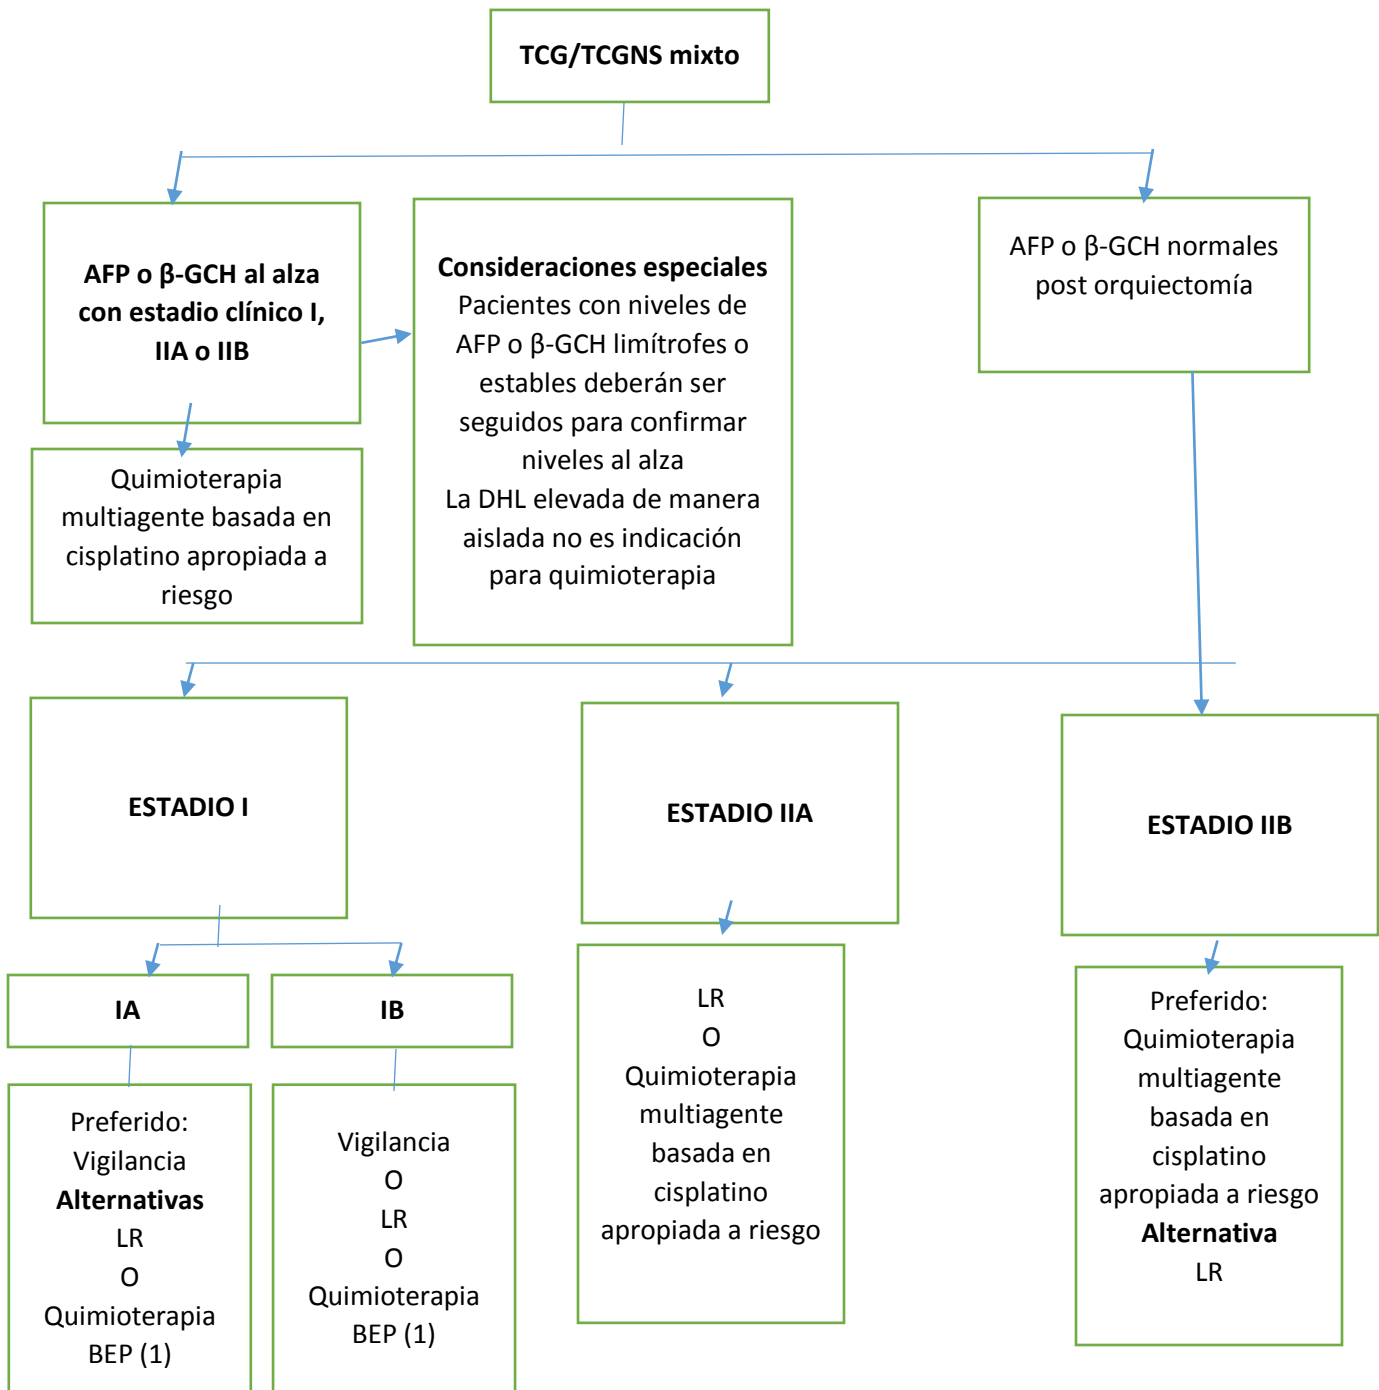 TCG/TCGNS mixto
AFP o β-GCH al alza
con estadio clínico I,
IIA o IIB
Consideraciones especiales
Pacientes con niveles de
AFP o β-GCH limítrofes o
estables deberán ser
seguidos para confirmar
niveles al alza
La DHL elevada de manera
aislada no es indicación
para quimioterapia
AFP o β-GCH normales
post orquiectomía
Quimioterapia
multiagente basada en
cisplatino apropiada a
riesgo
ESTADIO I
ESTADIO IIA
ESTADIO IIB
IA
IB
Preferido:
Vigilancia
Alternativas
LR
O
Quimioterapia
BEP (1)
Vigilancia
O
LR
O
Quimioterapia
BEP (1)
LR
O
Quimioterapia
multiagente
basada en
cisplatino
apropiada a riesgo
Preferido:
Quimioterapia
multiagente
basada en
cisplatino
apropiada a riesgo
Alternativa
LR